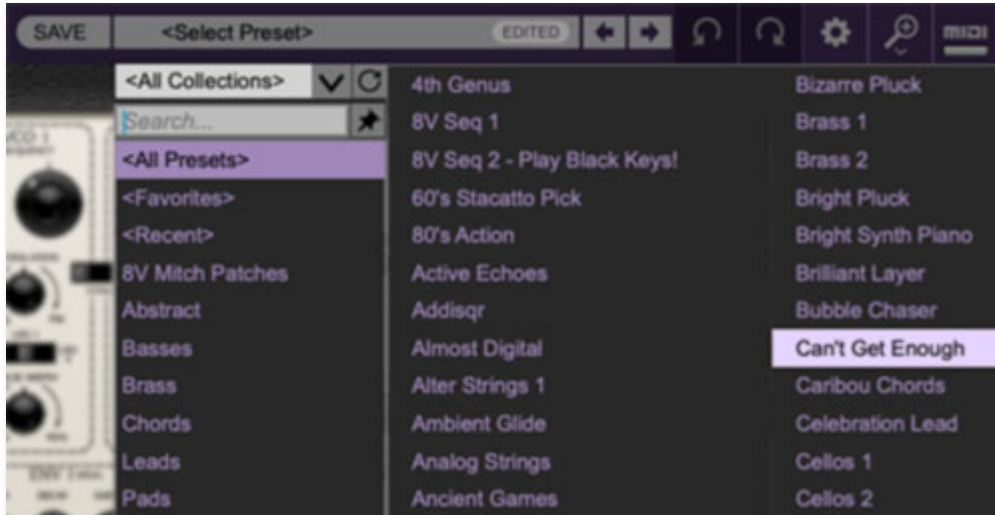 SAVE
<Select Preset>
EDITED
MIDI
<All Collections>
Search...
<All Presets>
<Favorites>
<Recent>
8V Mitch Patches
Abstract
Basses
Brass
Chords
Leads
Pads
4th Genus
8V Seq 1
8V Seq 2 - Play Black Keys!
60's Stacatto Pick
80's Action
Active Echoes
Addisqr
Almost Digital
Alter Strings 1
Ambient Glide
Analog Strings
Ancient Games
Bizarre Pluck
Brass 1
Brass 2
Bright Pluck
Bright Synth Piano
Brilliant Layer
Bubble Chaser
Can't Get Enough
Caribou Chords
Celebration Lead
Cellos 1
Cellos 2
VCO 1